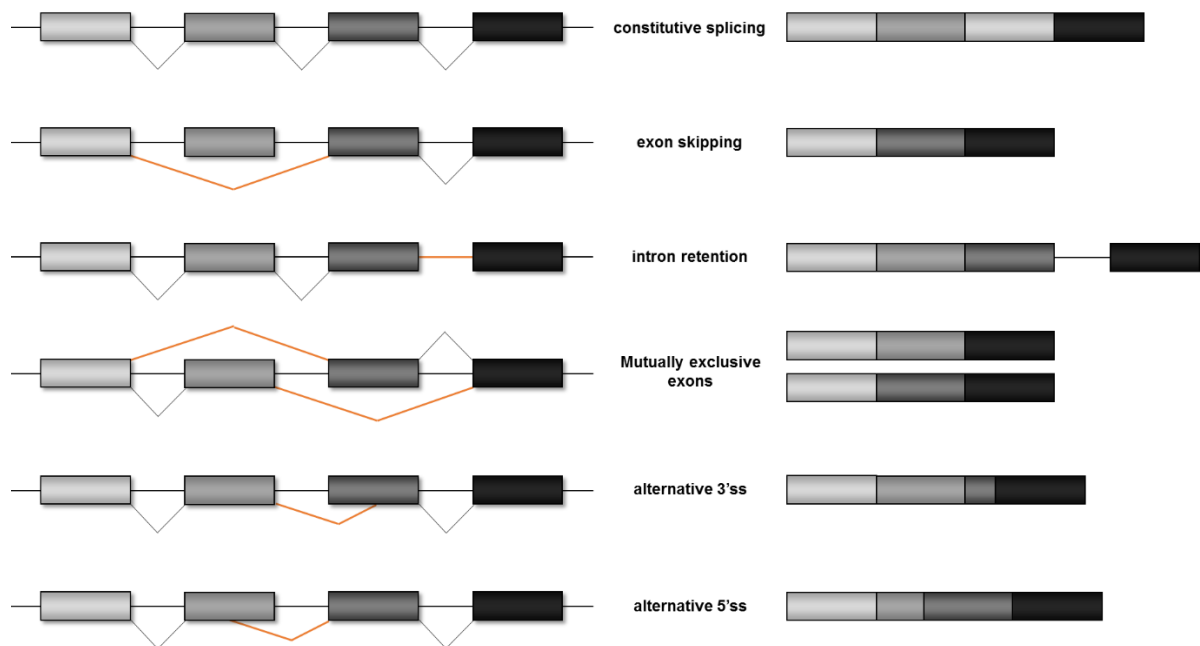 constitutive splicing
exon skipping
intron retention
Mutually exclusive
exons
alternative 3'ss
alternative 5'ss